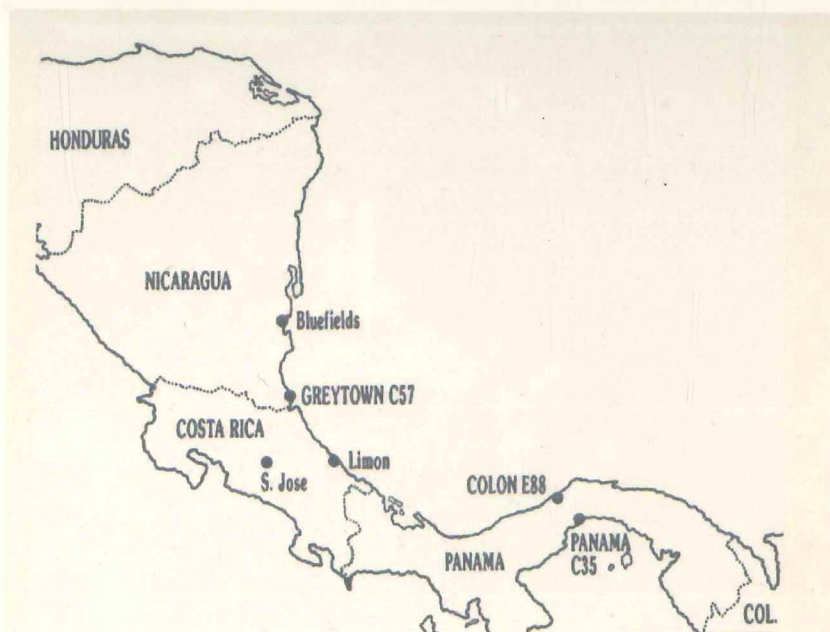 HONDURAS
NICARAGUA
Bluefields
GREYTOWN C57
COSTA RICA
Limon
S. Jose
COLON E88
PANAMA
C35
PANAMA
COL.